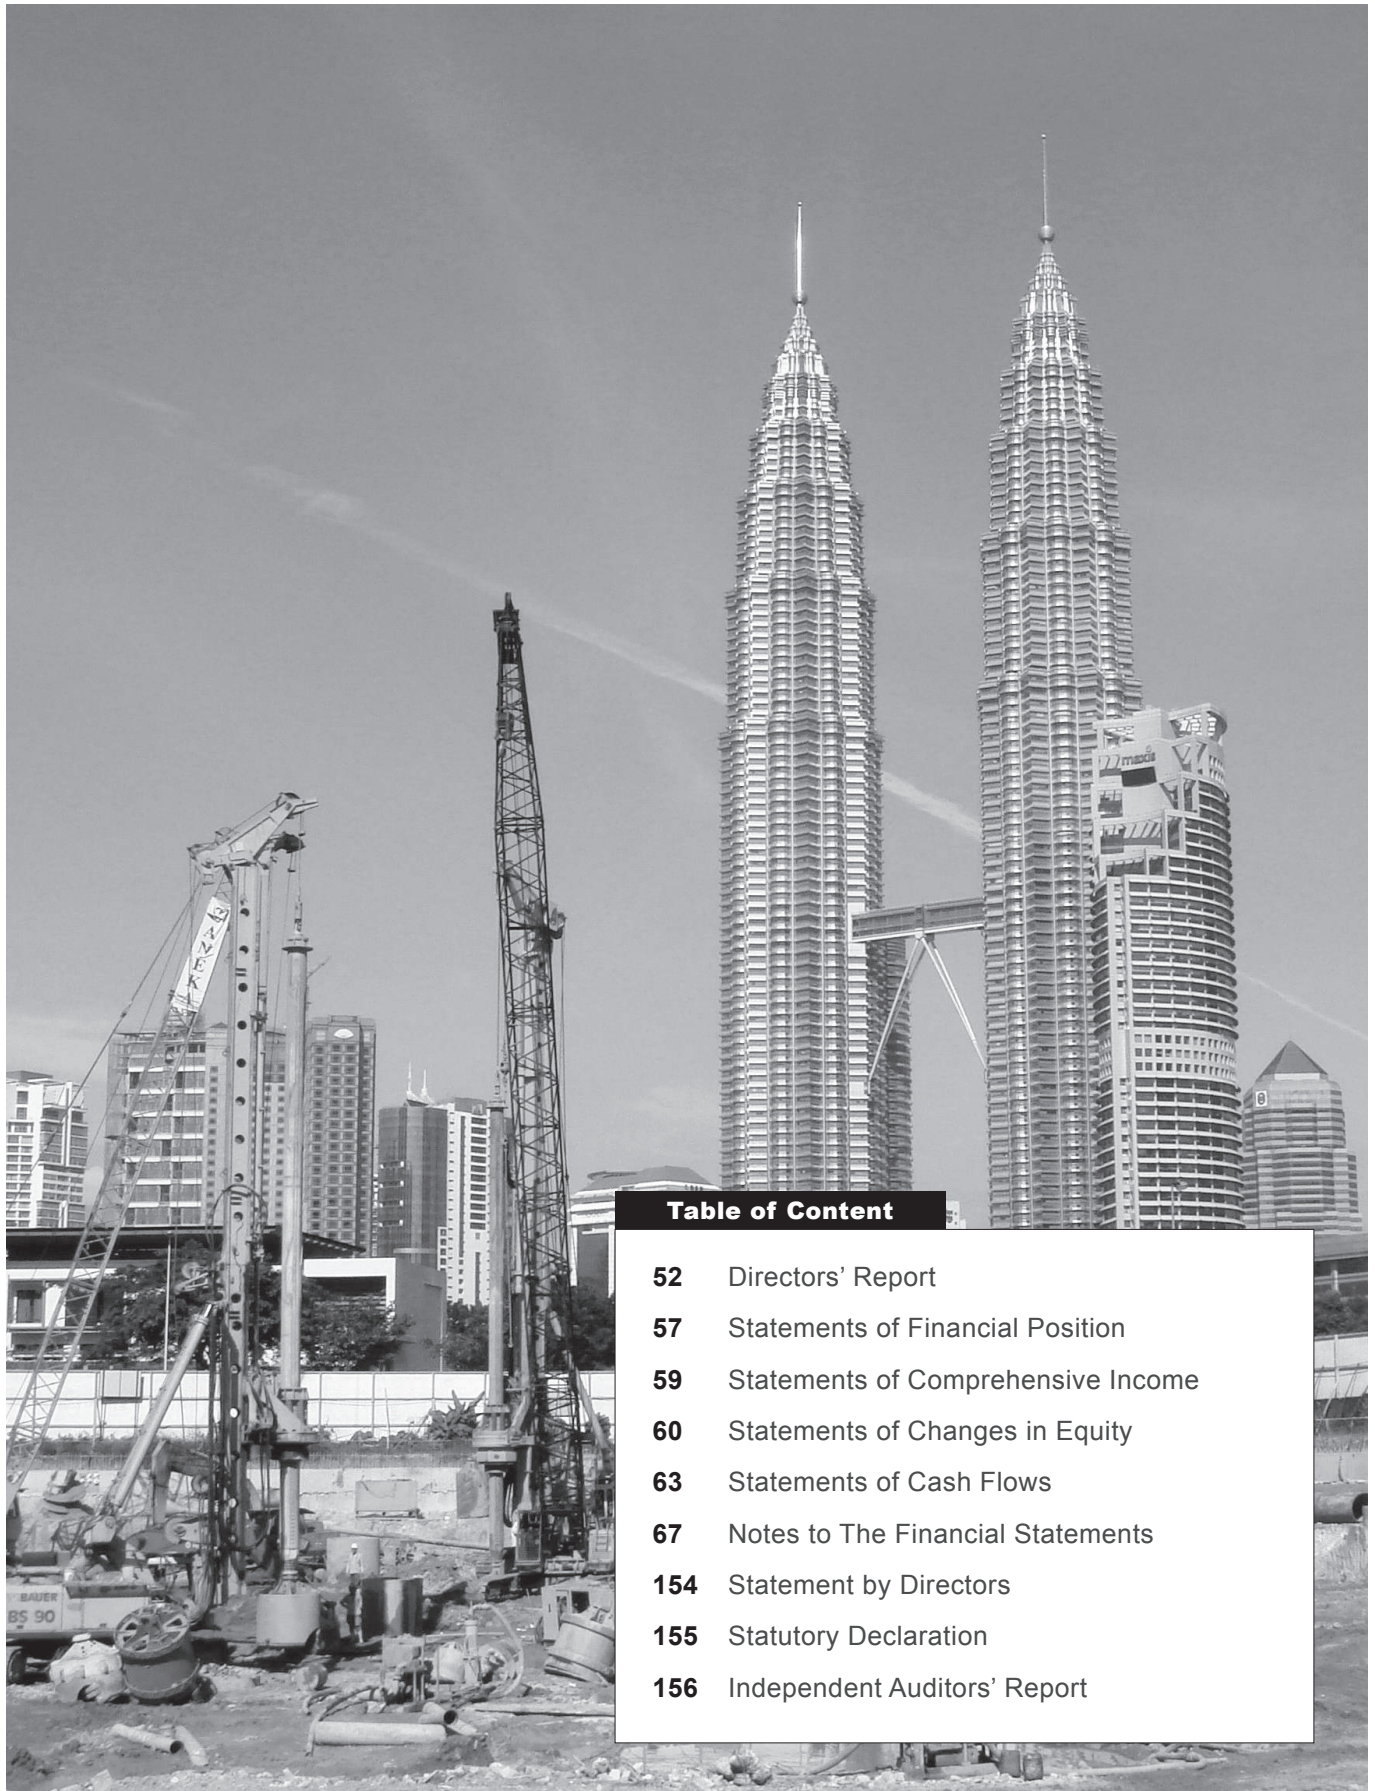 maxis
JANEK
BAUER
BS 90
Table of Content
52 Directors’ Report
57 Statements of Financial Position
59 Statements of Comprehensive Income
60 Statements of Changes in Equity
63 Statements of Cash Flows
67 Notes to The Financial Statements
154 Statement by Directors
155 Statutory Declaration
156 Independent Auditors’ Report